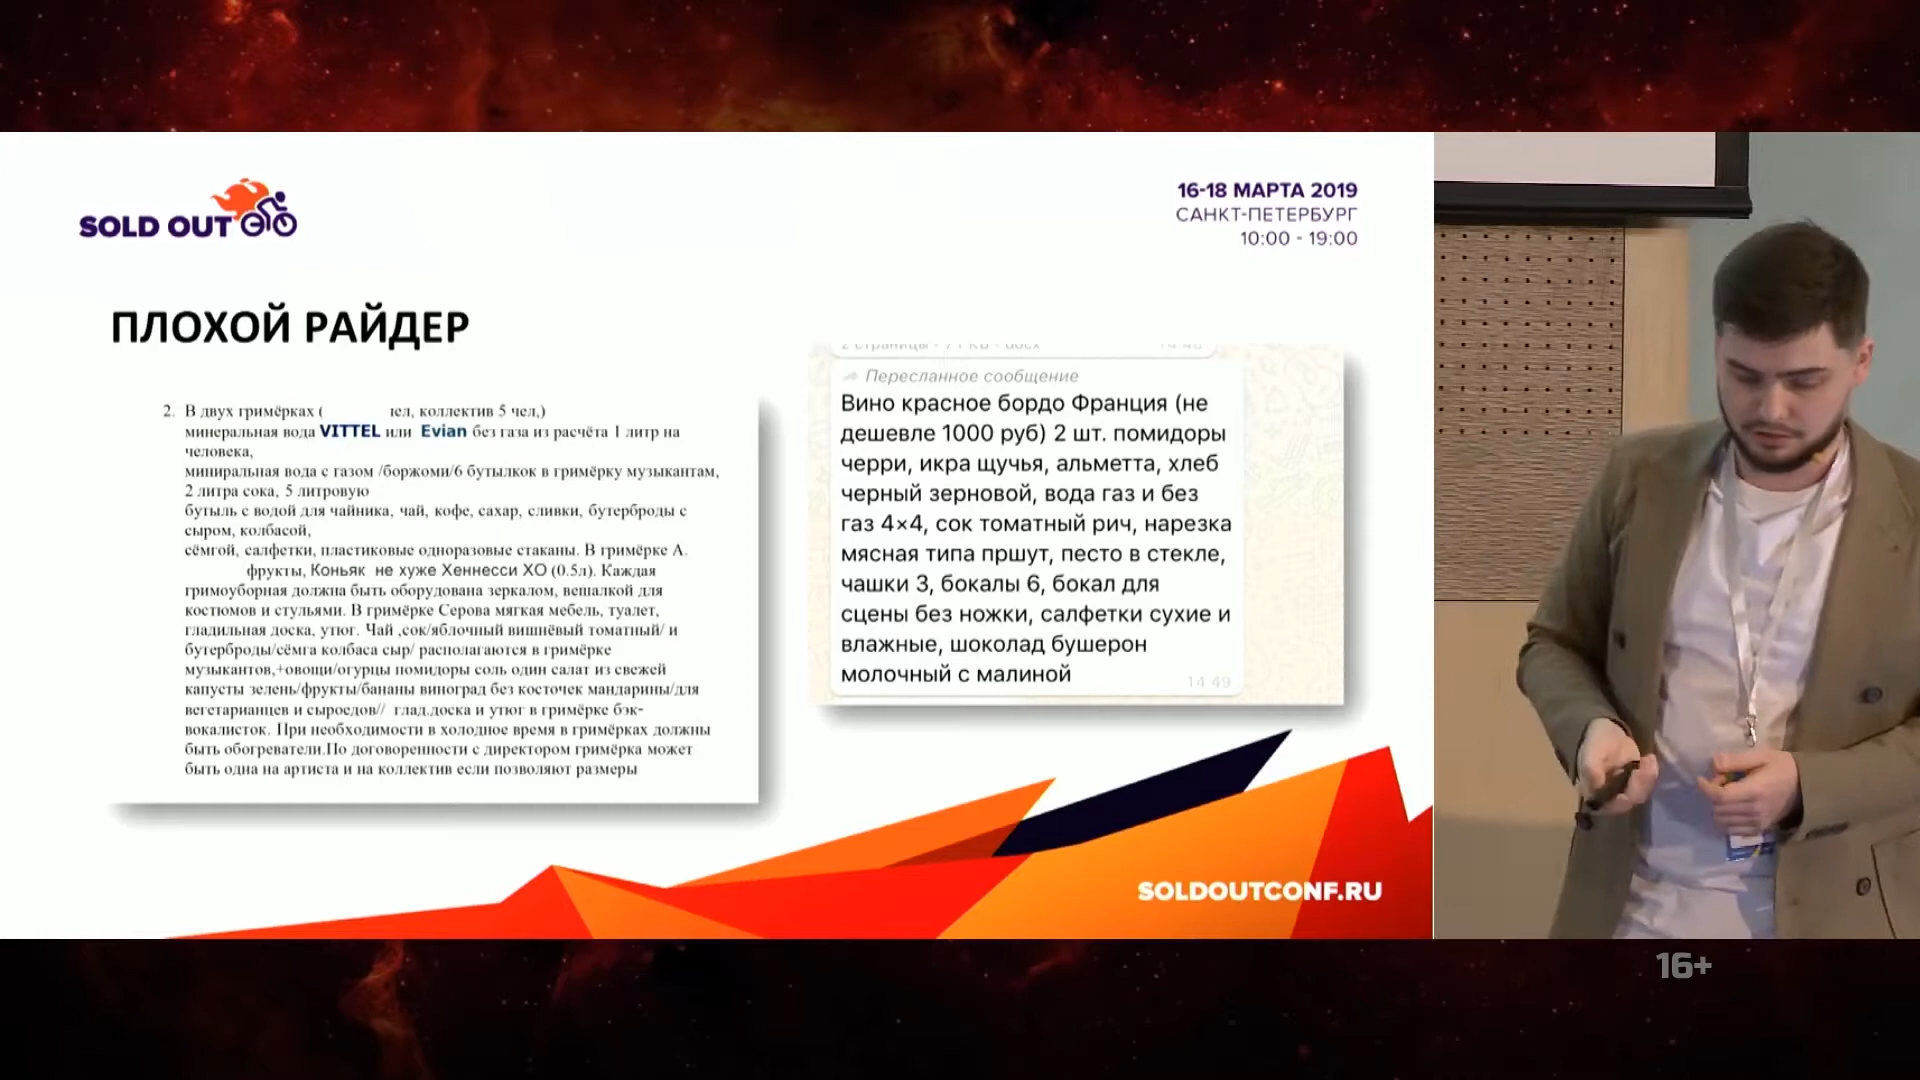 SOLD OUT
16-18 МАРТА 2019
САНКТ-ПЕТЕРБУРГ
10:00 - 19:00
ПЛОХОЙ РАЙДЕР
2. В двух гримёрках ( чел, коллектив 5 чел,)
минеральная вода VITTEL или Evian без газа из расчёта 1 литр на
человека,
миниральная вода с газом /боржоми/6 бутылкок в гримёрку музыкантам,
2 литра сока, 5 литровую
бутыль с водой для чайника, чай, кофе, сахар, сливки, бутерброды с
сыром, колбасой,
сёмгой, салфетки, пластиковые одноразовые стаканы. В гримёрке А.
фрукты, Коньяк не хуже Хеннесси ХО (0.5л). Каждая
гримоуборная должна быть оборудована зеркалом, вешалкой для
костюмов и стульями. В гримёрке Серова мягкая мебель, туалет,
гладильная доска, утюг. Чай ,сок/яблочный вишнёвый томатный/ и
бутерброды/сёмга колбаса сыр/ располагаются в гримёрке
музыкантов,+овощи/огурцы помидоры соль один салат из свежей
капусты зелень/фрукты/бананы виноград без косточек мандарины/для
вегетарианцев и сыроедов// глад.доска и утюг в гримёрке бэк-
вокалисток. При необходимости в холодное время в гримёрках должны
быть обогреватели.По договоренности с директором гримёрка может
быть одна на артиста и на коллектив если позволяют размеры
2 страницы · 71 КБ · docx 14:48
Пересланное сообщение
Вино красное бордо Франция (не
дешевле 1000 руб) 2 шт. помидоры
черри, икра щучья, альметта, хлеб
черный зерновой, вода газ и без
газ 4×4, сок томатный рич, нарезка
мясная типа пршут, песто в стекле,
чашки 3, бокалы 6, бокал для
сцены без ножки, салфетки сухие и
влажные, шоколад бушерон
молочный с малиной
14 49
SOLDOUTCONF.RU
16+